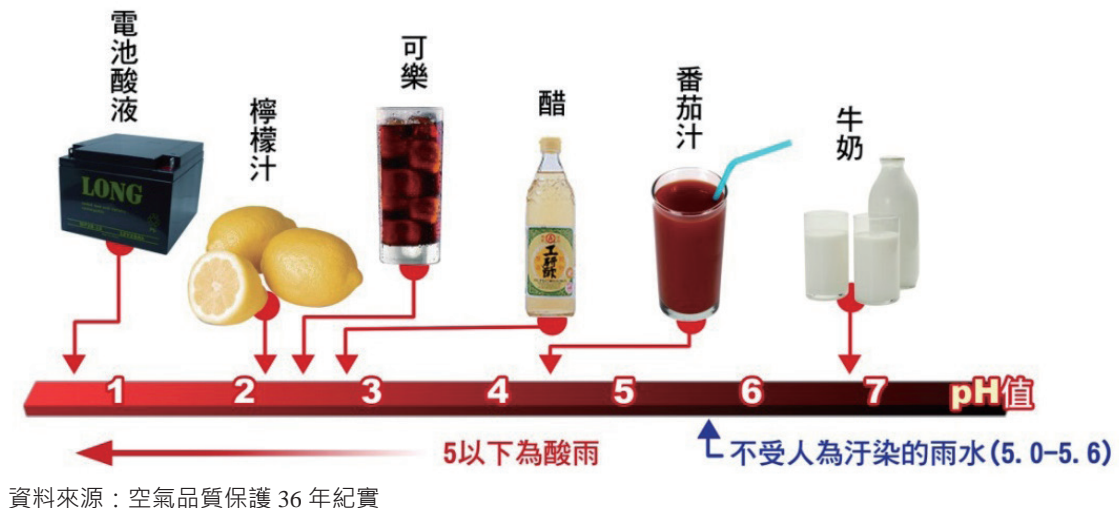 電池酸液
檸檬汁
可樂
醋
番茄汁
牛奶
LONG
工研醋
1 2 3 4 5 6 7 pH值
5以下為酸雨
不受人為汙染的雨水(5.0-5.6)
資料來源：空氣品質保護 36 年紀實